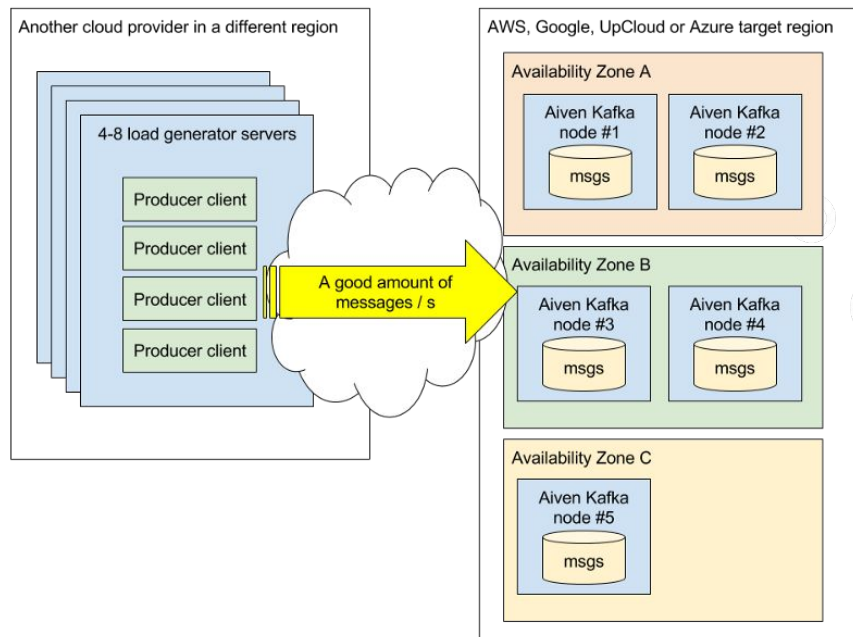 Another cloud provider in a different region
4-8 load generator servers
Producer client
Producer client
Producer client
Producer client
A good amount of
messages / s
AWS, Google, UpCloud or Azure target region
Availability Zone A
Aiven Kafka
node #1
msgs
Aiven Kafka
node #2
msgs
Availability Zone B
Aiven Kafka
node #3
msgs
Aiven Kafka
node #4
msgs
Availability Zone C
Aiven Kafka
node #5
msgs